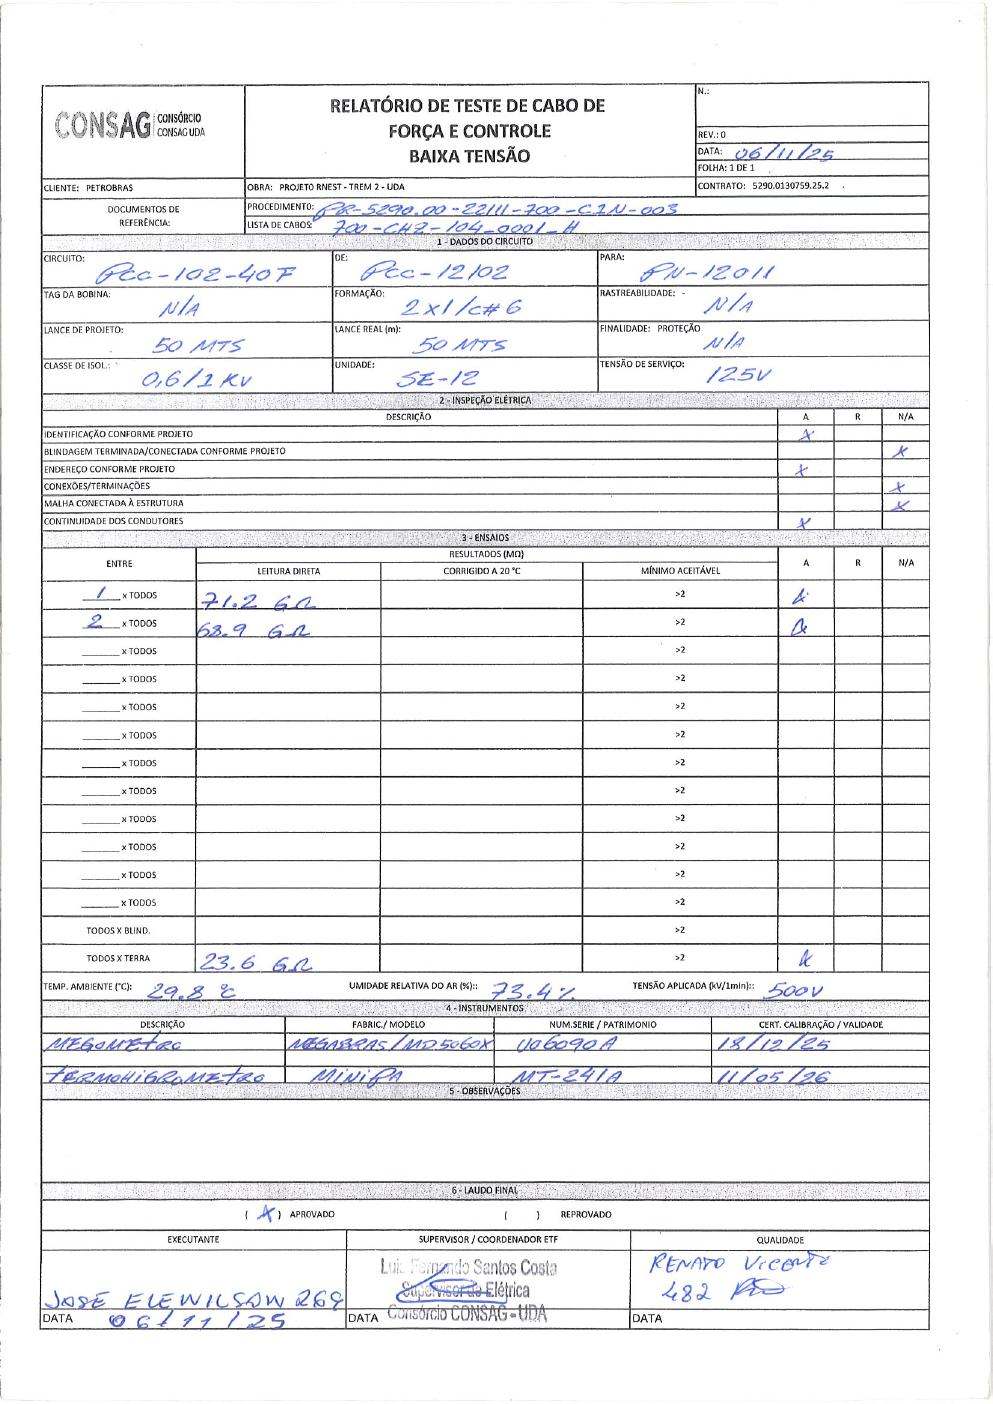 CONSAG CONSÓRCIO CONSAG UDA
RELATÓRIO DE TESTE DE CABO DE FORÇA E CONTROLE BAIXA TENSÃO
N.:
REV.: 0
DATA: 06/11/25
FOLHA: 1 DE 1
CLIENTE: PETROBRAS OBRA: PROJETO RNEST - TREM 2 - UDA CONTRATO: 5290.0130759.25.2
DOCUMENTOS DE REFERÊNCIA:
PROCEDIMENTO: PR-5290.00-22111-700-CIN-003
LISTA DE CABOS: 700-CHZ-104_0001_H
1 - DADOS DO CIRCUITO
CIRCUITO: PCC-102-40F DE: PCC-12102 PARA: PN-12011
TAG DA BOBINA: N/A FORMAÇÃO: 2x1/c#6 RASTREABILIDADE: - N/A
LANCE DE PROJETO: 50 MTS LANCE REAL (m): 50 MTS FINALIDADE: PROTEÇÃO N/A
CLASSE DE ISOL.: 0,6/1 KV UNIDADE: SE-12 TENSÃO DE SERVIÇO: 125V
2 - INSPEÇÃO ELÉTRICA
DESCRIÇÃO A R N/A
IDENTIFICAÇÃO CONFORME PROJETO X
BLINDAGEM TERMINADA/CONECTADA CONFORME PROJETO X
ENDEREÇO CONFORME PROJETO X
CONEXÕES/TERMINAÇÕES X
MALHA CONECTADA À ESTRUTURA X
CONTINUIDADE DOS CONDUTORES X
3 - ENSAIOS
ENTRE RESULTADOS (MΩ) A R N/A
LEITURA DIRETA CORRIGIDO A 20 °C MÍNIMO ACEITÁVEL
1 x TODOS 71.2 GΩ >2
2 x TODOS 68.9 GΩ >2
x TODOS >2
x TODOS >2
x TODOS >2
x TODOS >2
x TODOS >2
x TODOS >2
x TODOS >2
x TODOS >2
x TODOS >2
x TODOS >2
TODOS X BLIND. >2
TODOS X TERRA 23.6 GΩ >2
TEMP. AMBIENTE (°C): 29.8 °C UMIDADE RELATIVA DO AR (%):: 73.4% TENSÃO APLICADA (kV/1min):: 500V
4 - INSTRUMENTOS
DESCRIÇÃO FABRIC./ MODELO NUM.SERIE / PATRIMONIO CERT. CALIBRAÇÃO / VALIDADE
MEGOMETRO MEGABRAS/MD5060X UO6090A 18/12/25
TERMOHIGROMETRO MINIPA MT-241A 11/05/26
5 - OBSERVAÇÕES
6 - LAUDO FINAL
( X ) APROVADO ( ) REPROVADO
EXECUTANTE SUPERVISOR / COORDENADOR ETF QUALIDADE
JOSÉ ELEWILSON 269
Luis Fernando Santos Costa
Supervisor de Elétrica
Consórcio CONSAG - UDA
RENATO VICENTE
482
DATA 06/11/25 DATA DATA